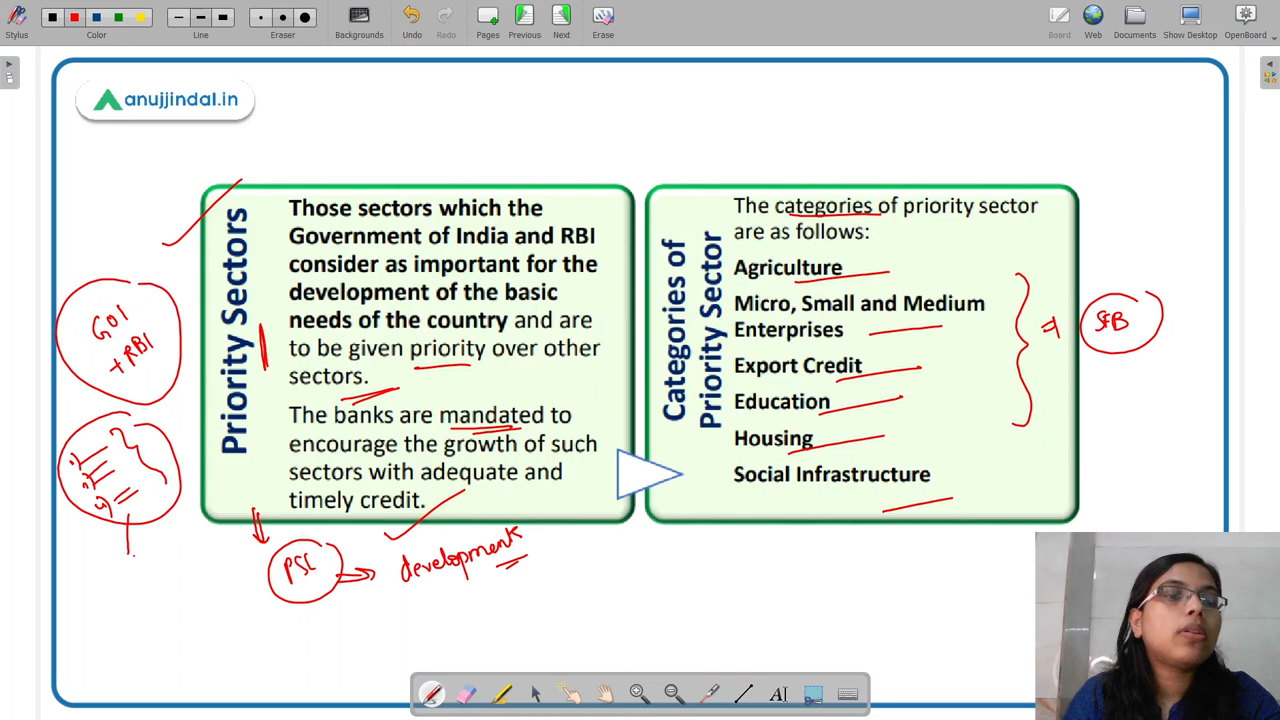 Stylus
Color
Line
Eraser
Backgrounds
Undo
Redo
Pages
Previous
Next
Erase
Board
Web
Documents
Show Desktop
OpenBoard
anujjindal.in
Priority Sectors
Those sectors which the
Government of India and RBI
consider as important for the
development of the basic
needs of the country and are
to be given priority over other
sectors.
The banks are mandated to
encourage the growth of such
sectors with adequate and
timely credit.
Categories of
Priority Sector
The categories of priority sector
are as follows:
Agriculture
Micro, Small and Medium
Enterprises
Export Credit
Education
Housing
Social Infrastructure
GOI
+RBI
PSL
development
AI